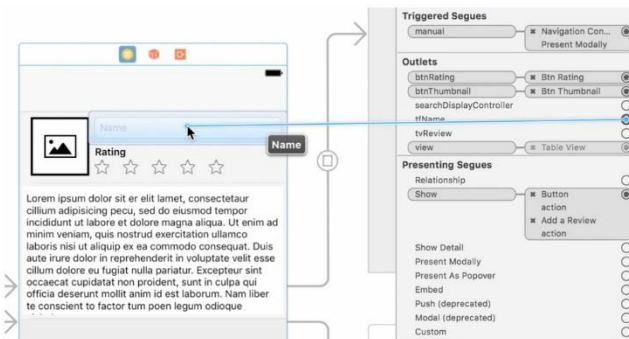 Triggered Segues
manual
Navigation Con...
Present Modally
Outlets
btnRating
Btn Rating
btnThumbnail
Btn Thumbnail
searchDisplayController
tfName
tvReview
view
Table View
Presenting Segues
Relationship
Show
Button
action
Add a Review
action
Show Detail
Present Modally
Present As Popover
Embed
Push (deprecated)
Modal (deprecated)
Custom
Name
Name
Rating
Lorem ipsum dolor sit er elit lamet, consectetaur
cillium adipisicing pecu, sed do eiusmod tempor
incididunt ut labore et dolore magna aliqua. Ut enim ad
minim veniam, quis nostrud exercitation ullamco
laboris nisi ut aliquip ex ea commodo consequat. Duis
aute irure dolor in reprehenderit in voluptate velit esse
cillum dolore eu fugiat nulla pariatur. Excepteur sint
occaecat cupidatat non proident, sunt in culpa qui
officia deserunt mollit anim id est laborum. Nam liber
te conscient to factor tum poen legum odioque